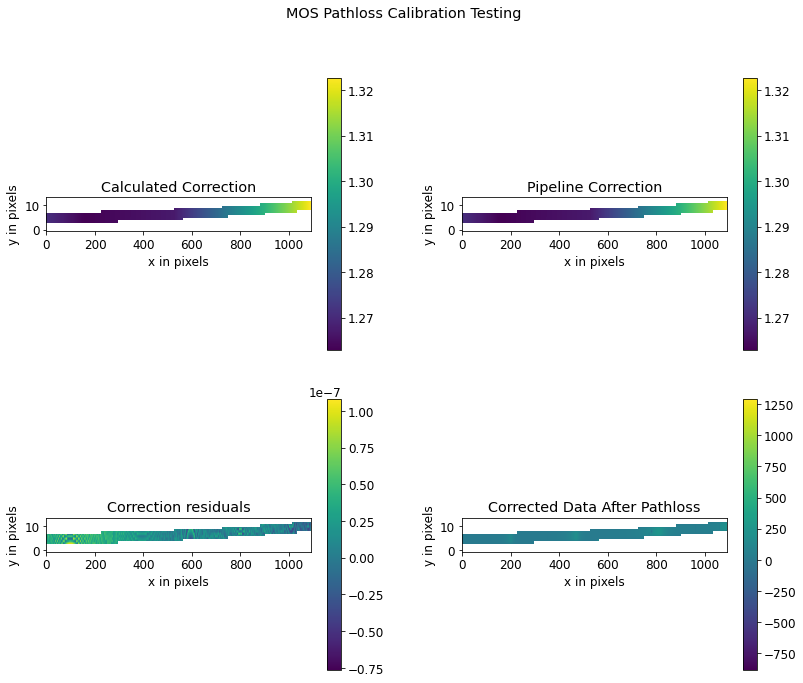 MOS Pathloss Calibration Testing
Calculated Correction
y in pixels
10
0
0 200 400 600 800 1000
x in pixels
1.32
1.31
1.30
1.29
1.28
1.27
Pipeline Correction
y in pixels
10
0
0 200 400 600 800 1000
x in pixels
1.32
1.31
1.30
1.29
1.28
1.27
Correction residuals
y in pixels
10
0
0 200 400 600 800 1000
x in pixels
1e−7
1.00
0.75
0.50
0.25
0.00
−0.25
−0.50
−0.75
Corrected Data After Pathloss
y in pixels
10
0
0 200 400 600 800 1000
x in pixels
1250
1000
750
500
250
0
−250
−500
−750